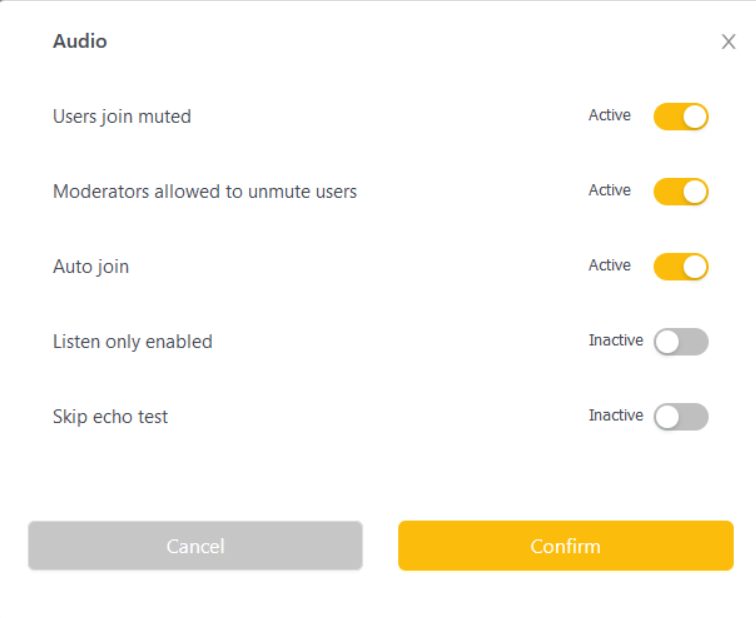 Audio
Users join muted Active
Moderators allowed to unmute users Active
Auto join Active
Listen only enabled Inactive
Skip echo test Inactive
Cancel Confirm